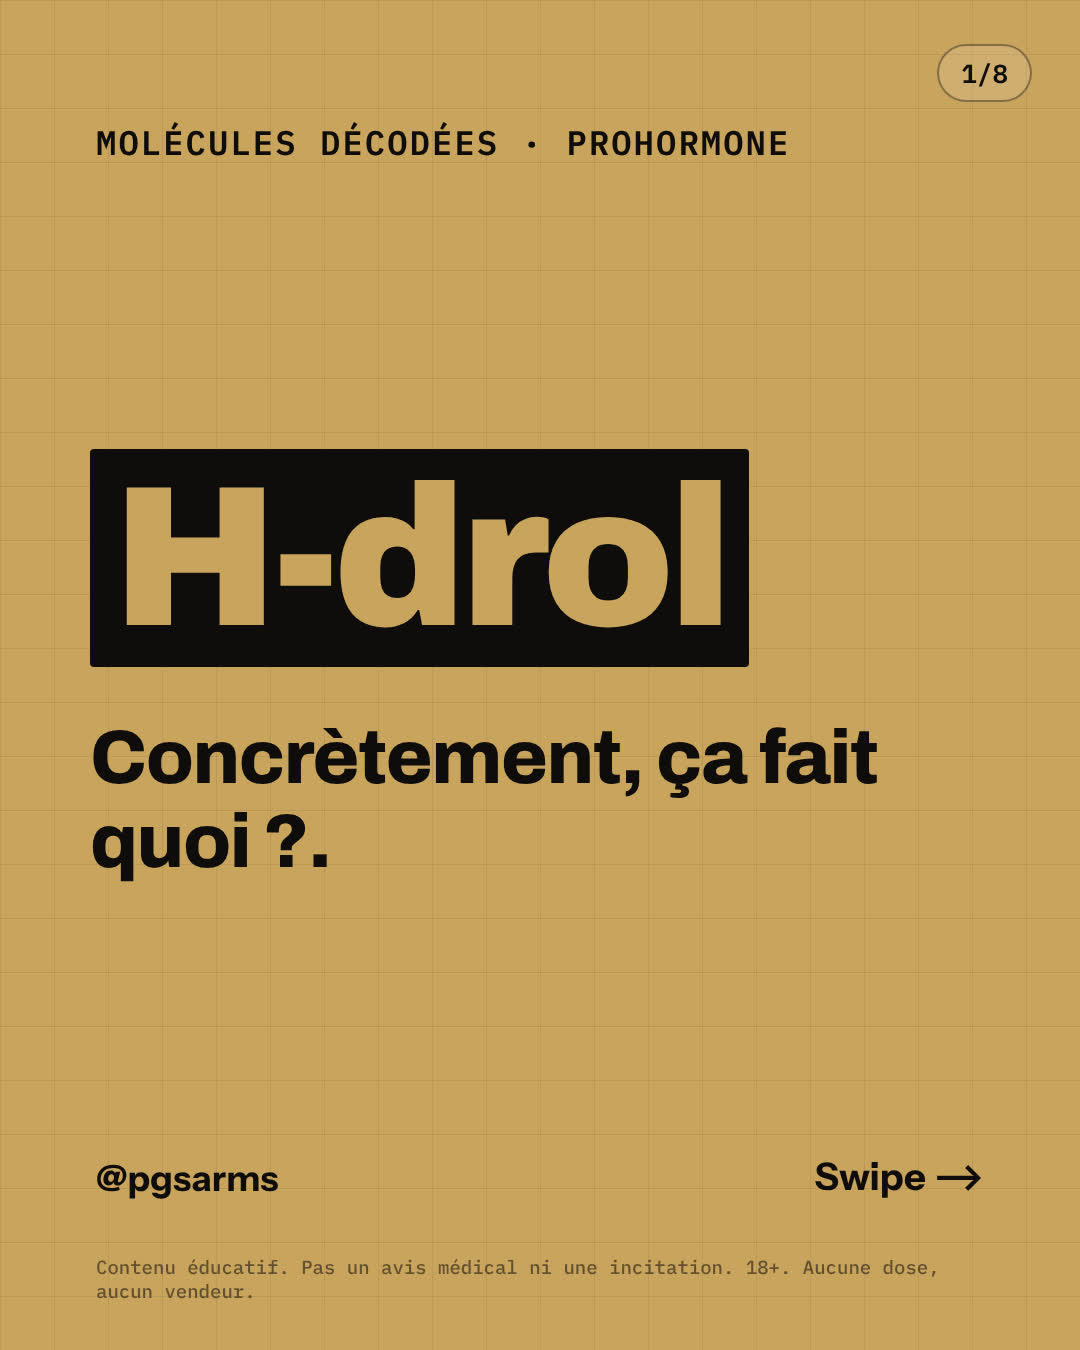 1/8
MOLÉCULES DÉCODÉES · PROHORMONE
H-drol
Concrètement, ça fait
quoi ?.
@pgsarms
Swipe →
Contenu éducatif. Pas un avis médical ni une incitation. 18+. Aucune dose,
aucun vendeur.